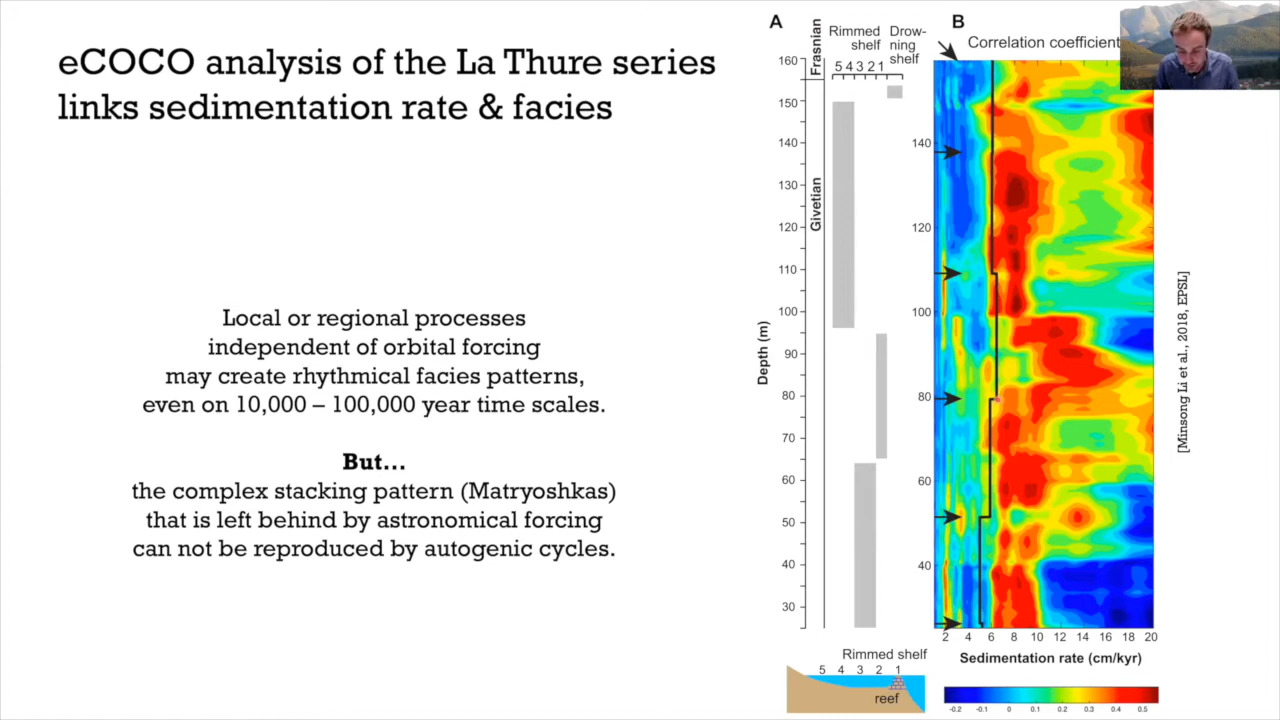 eCOCO analysis of the La Thure series
links sedimentation rate & facies
Local or regional processes
independent of orbital forcing
may create rhythmical facies patterns,
even on 10,000 – 100,000 year time scales.
But...
the complex stacking pattern (Matryoshkas)
that is left behind by astronomical forcing
can not be reproduced by autogenic cycles.
A
Frasnian
Givetian
Rimmed
shelf
Drow-
ning
shelf
5 4 3 2 1
160
150
140
130
120
110
100
90
80
70
60
50
40
30
Depth (m)
B
Correlation coefficient
140
120
100
80
60
40
2 4 6 8 10 12 14 16 18 20
Sedimentation rate (cm/kyr)
[Minsong Li et al., 2018, EPSL]
Rimmed shelf
5 4 3 2 1
reef
-0.2 -0.1 0 0.1 0.2 0.3 0.4 0.5